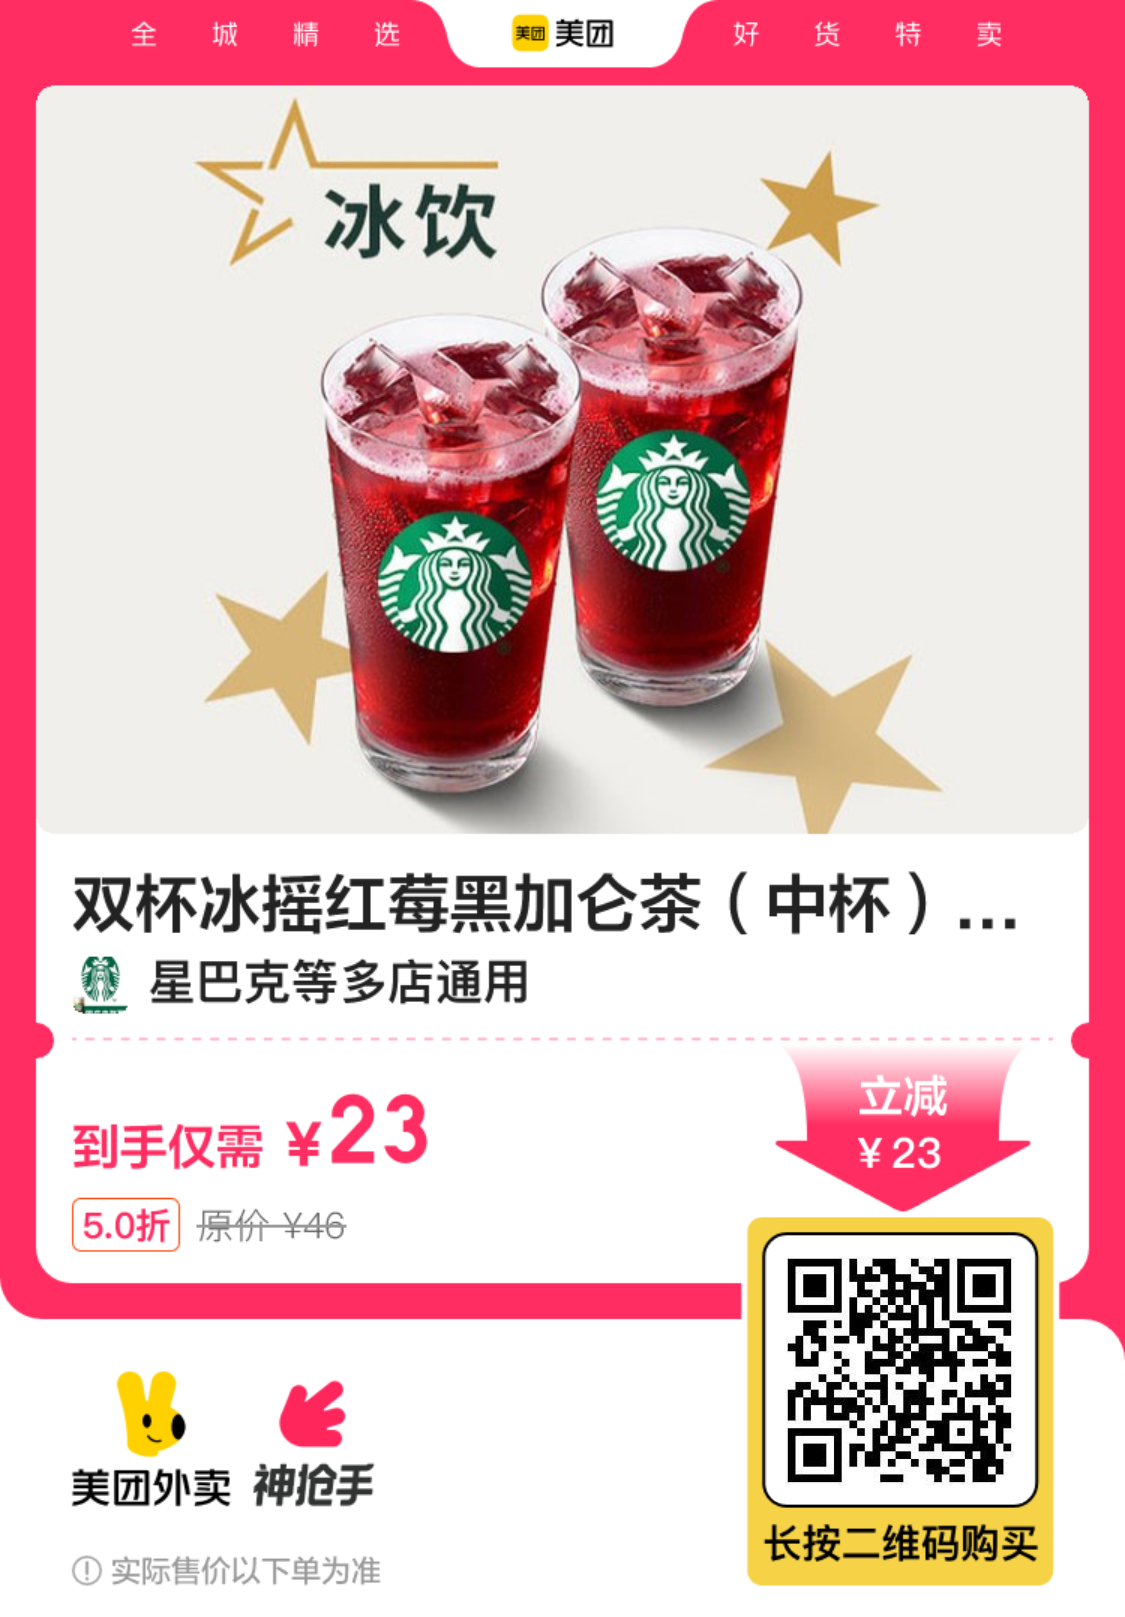 全城精选
美团 美团
好货特卖
冰饮
双杯冰摇红莓黑加仑茶（中杯）...
星巴克等多店通用
到手仅需 ¥23
立减
¥23
5.0折 原价 ¥46
美团外卖 神抢手
长按二维码购买
实际售价以下单为准